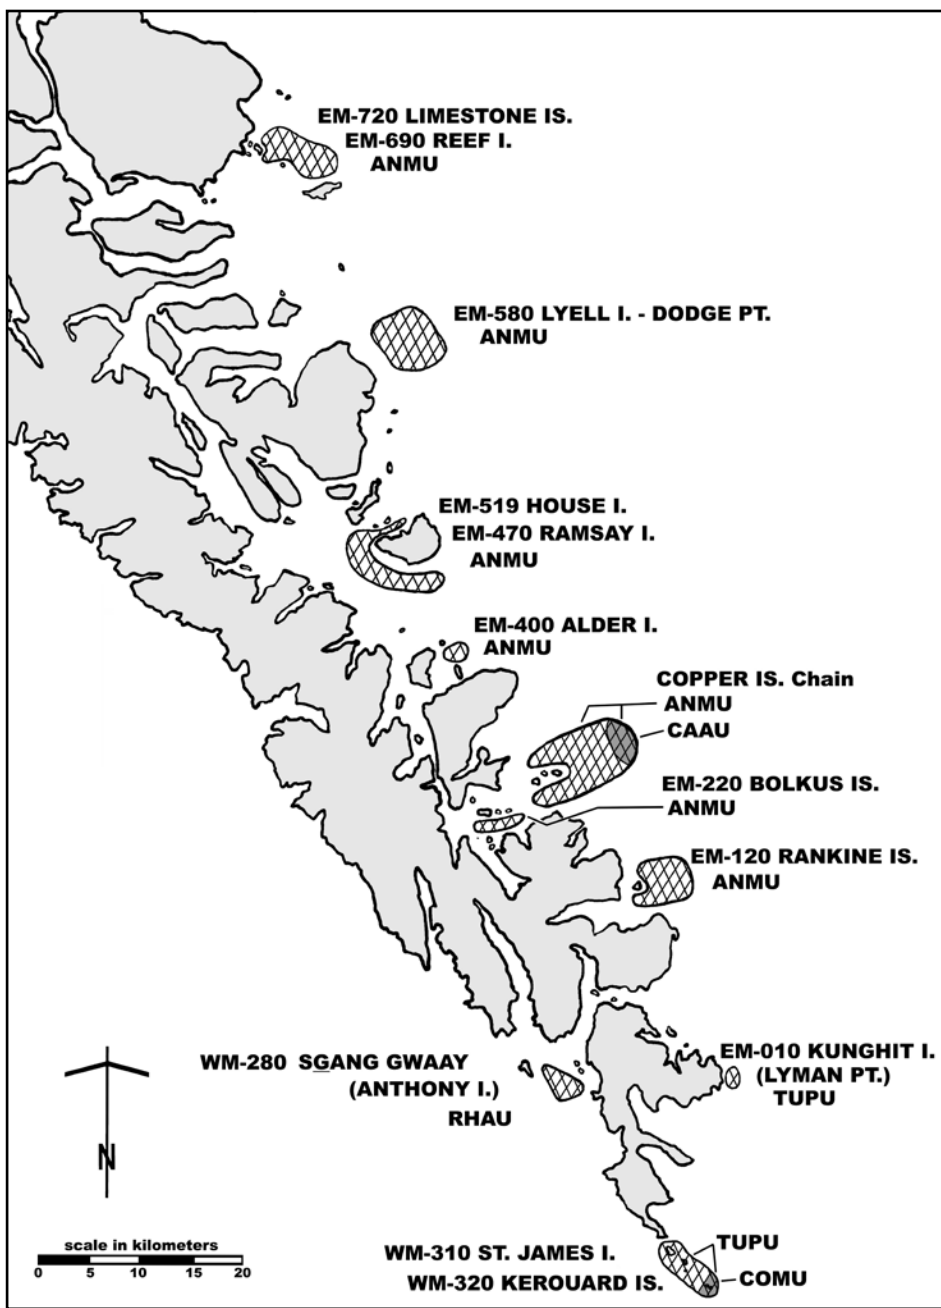 EM-720 LIMESTONE IS.
EM-690 REEF I.
ANMU
EM-580 LYELL I. - DODGE PT.
ANMU
EM-519 HOUSE I.
EM-470 RAMSAY I.
ANMU
EM-400 ALDER I.
ANMU
COPPER IS. Chain
ANMU
CAAU
EM-220 BOLKUS IS.
ANMU
EM-120 RANKINE IS.
ANMU
WM-280 SGANG GWAAY
(ANTHONY I.)
RHAU
EM-010 KUNGHIT I.
(LYMAN PT.)
TUPU
N
scale in kilometers
0 5 10 15 20
WM-310 ST. JAMES I.
WM-320 KEROUARD IS.
TUPU
COMU